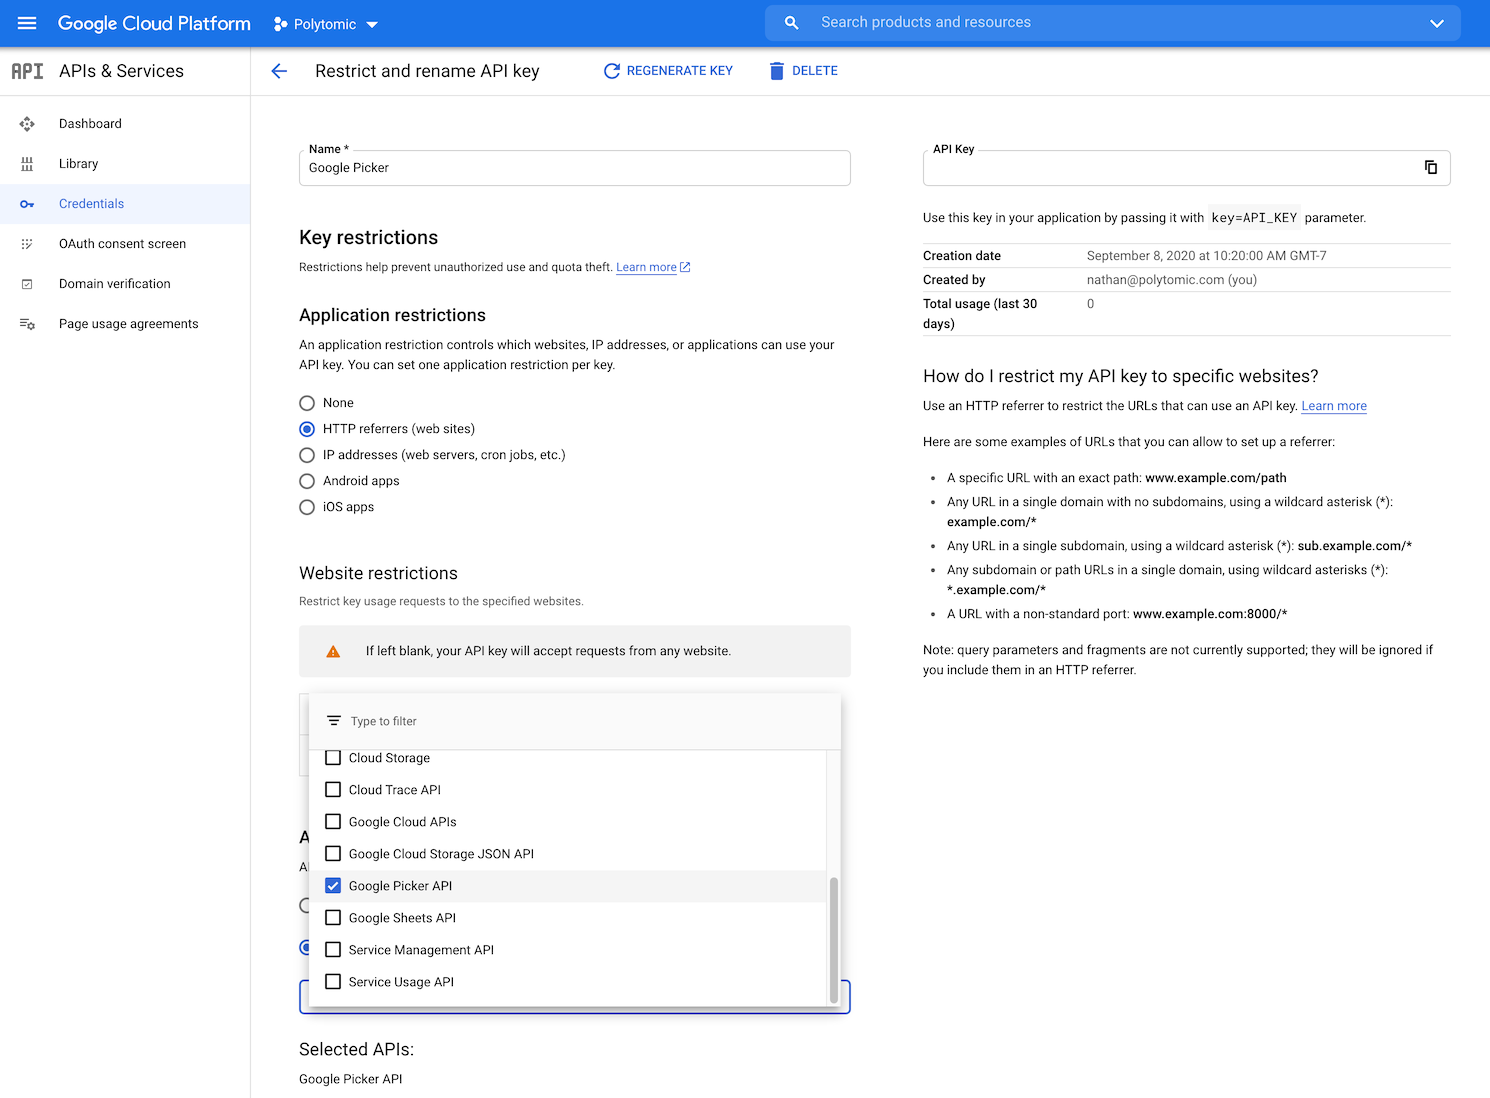 Google Cloud Platform
Polytomic
Search products and resources
API
APIs & Services
Restrict and rename API key
REGENERATE KEY
DELETE
Dashboard
Library
Credentials
OAuth consent screen
Domain verification
Page usage agreements
Name *
Google Picker
Key restrictions
Restrictions help prevent unauthorized use and quota theft. Learn more
Application restrictions
An application restriction controls which websites, IP addresses, or applications can use your
API key. You can set one application restriction per key.
None
HTTP referrers (web sites)
IP addresses (web servers, cron jobs, etc.)
Android apps
iOS apps
Website restrictions
Restrict key usage requests to the specified websites.
If left blank, your API key will accept requests from any website.
Type to filter
Cloud Storage
Cloud Trace API
Google Cloud APIs
Google Cloud Storage JSON API
Google Picker API
Google Sheets API
Service Management API
Service Usage API
Selected APIs:
Google Picker API
API Key
Use this key in your application by passing it with key=API_KEY parameter.
Creation date September 8, 2020 at 10:20:00 AM GMT-7
Created by nathan@polytomic.com (you)
Total usage (last 30 0
days)
How do I restrict my API key to specific websites?
Use an HTTP referrer to restrict the URLs that can use an API key. Learn more
Here are some examples of URLs that you can allow to set up a referrer:
• A specific URL with an exact path: www.example.com/path
• Any URL in a single domain with no subdomains, using a wildcard asterisk (*):
example.com/*
• Any URL in a single subdomain, using a wildcard asterisk (*): sub.example.com/*
• Any subdomain or path URLs in a single domain, using wildcard asterisks (*):
*.example.com/*
• A URL with a non-standard port: www.example.com:8000/*
Note: query parameters and fragments are not currently supported; they will be ignored if
you include them in an HTTP referrer.